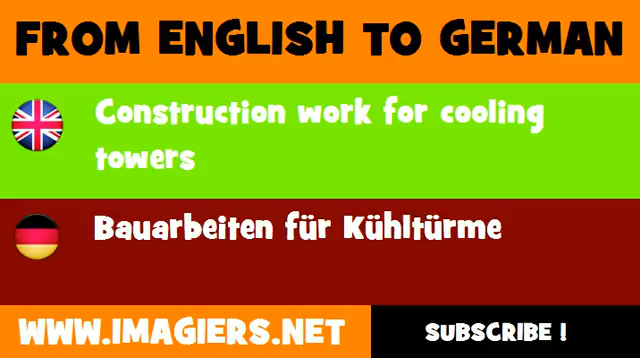 FROM ENGLISH TO GERMAN
Construction work for cooling
towers
Bauarbeiten für Kühltürme
WWW.IMAGIERS.NET
SUBSCRIBE !